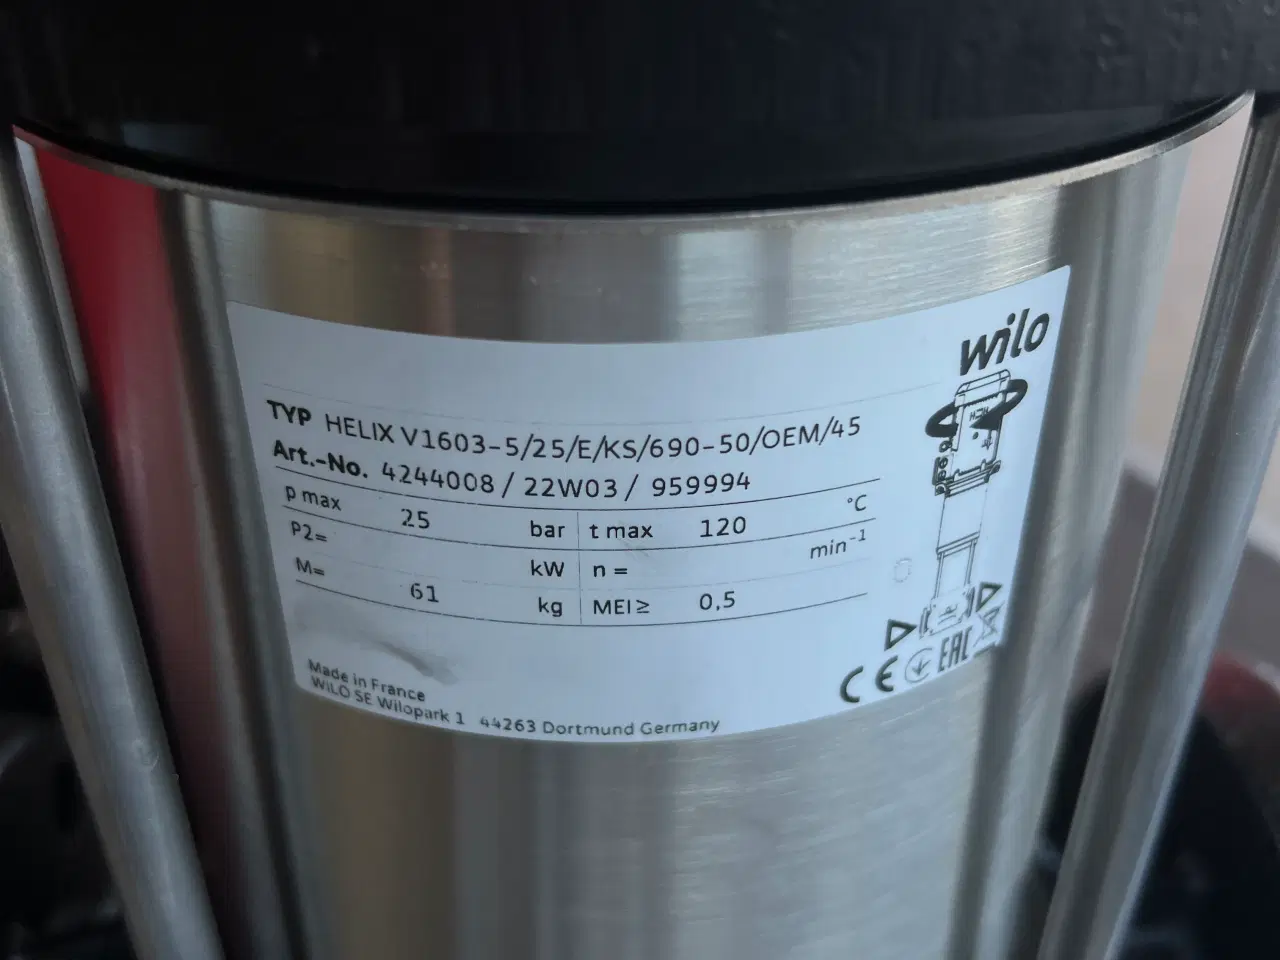 wilo
TYP HELIX V1603-5/25/E/KS/690-50/OEM/45
Art.-No. 4244008 / 22W03 / 959994
p max 25 bar t max 120 °C
P2= kW n = min⁻¹
M= 61 kg MEI≥ 0,5
CE EAC
Made in France
WILO SE Wilopark 1 44263 Dortmund Germany